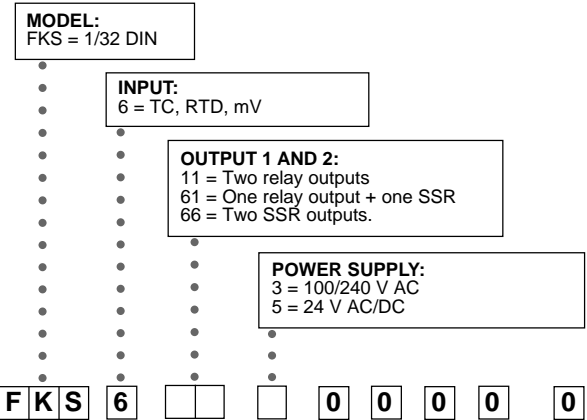 MODEL:
FKS = 1/32 DIN
INPUT:
6 = TC, RTD, mV
OUTPUT 1 AND 2:
11 = Two relay outputs
61 = One relay output + one SSR
66 = Two SSR outputs.
POWER SUPPLY:
3 = 100/240 V AC
5 = 24 V AC/DC
F K S 6 0 0 0 0 0